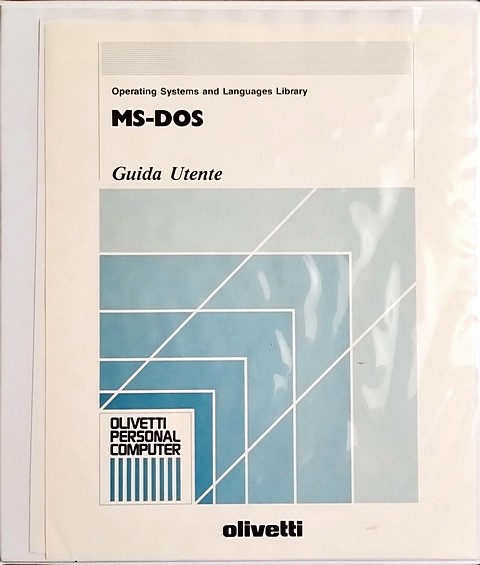 Operating Systems and Languages Library
MS-DOS
Guida Utente
OLIVETTI
PERSONAL
COMPUTER
olivetti